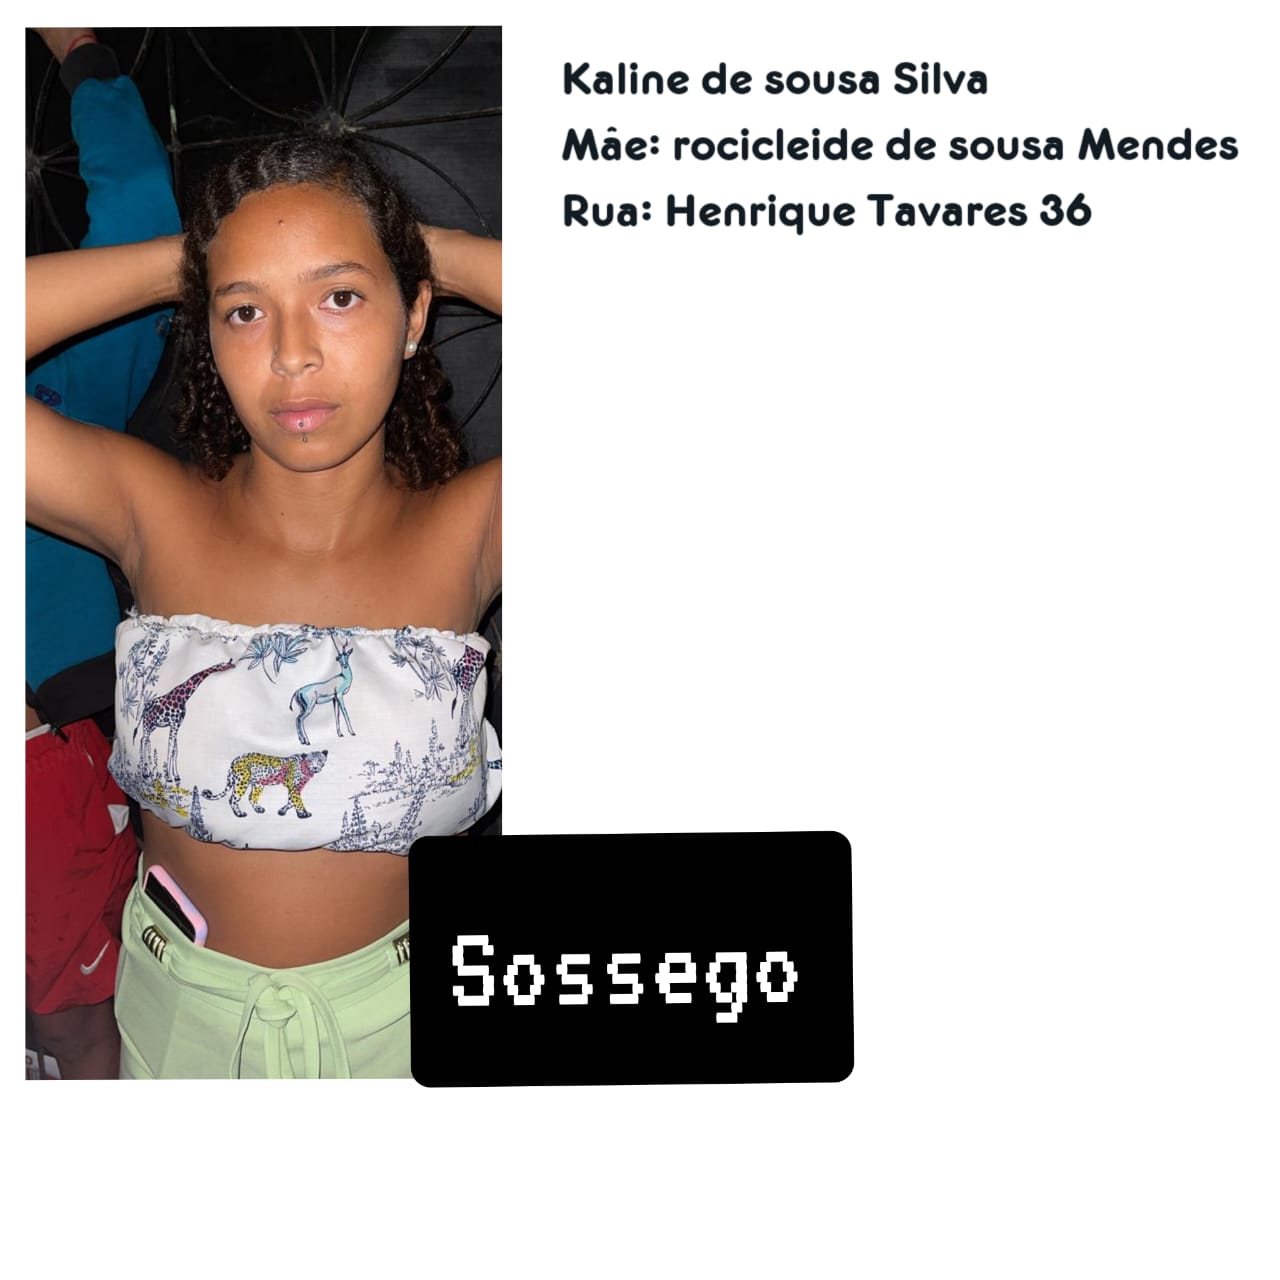 Kaline de sousa Silva
Mãe: rocicleide de sousa Mendes
Rua: Henrique Tavares 36
Sossego